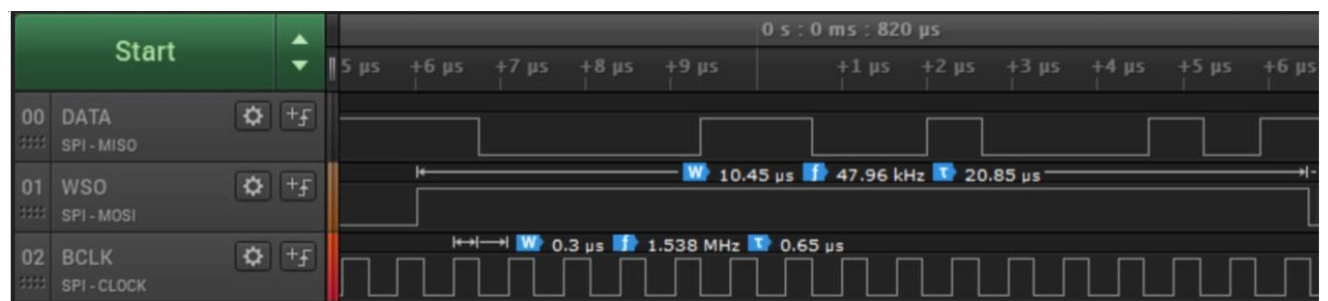 Start
0 s : 0 ms : 820 µs
5 µs +6 µs +7 µs +8 µs +9 µs +1 µs +2 µs +3 µs +4 µs +5 µs +6 µs
00 DATA
SPI - MISO
W 10.45 µs f 47.96 kHz τ 20.85 µs
01 WSO
SPI - MOSI
W 0.3 µs f 1.538 MHz τ 0.65 µs
02 BCLK
SPI - CLOCK